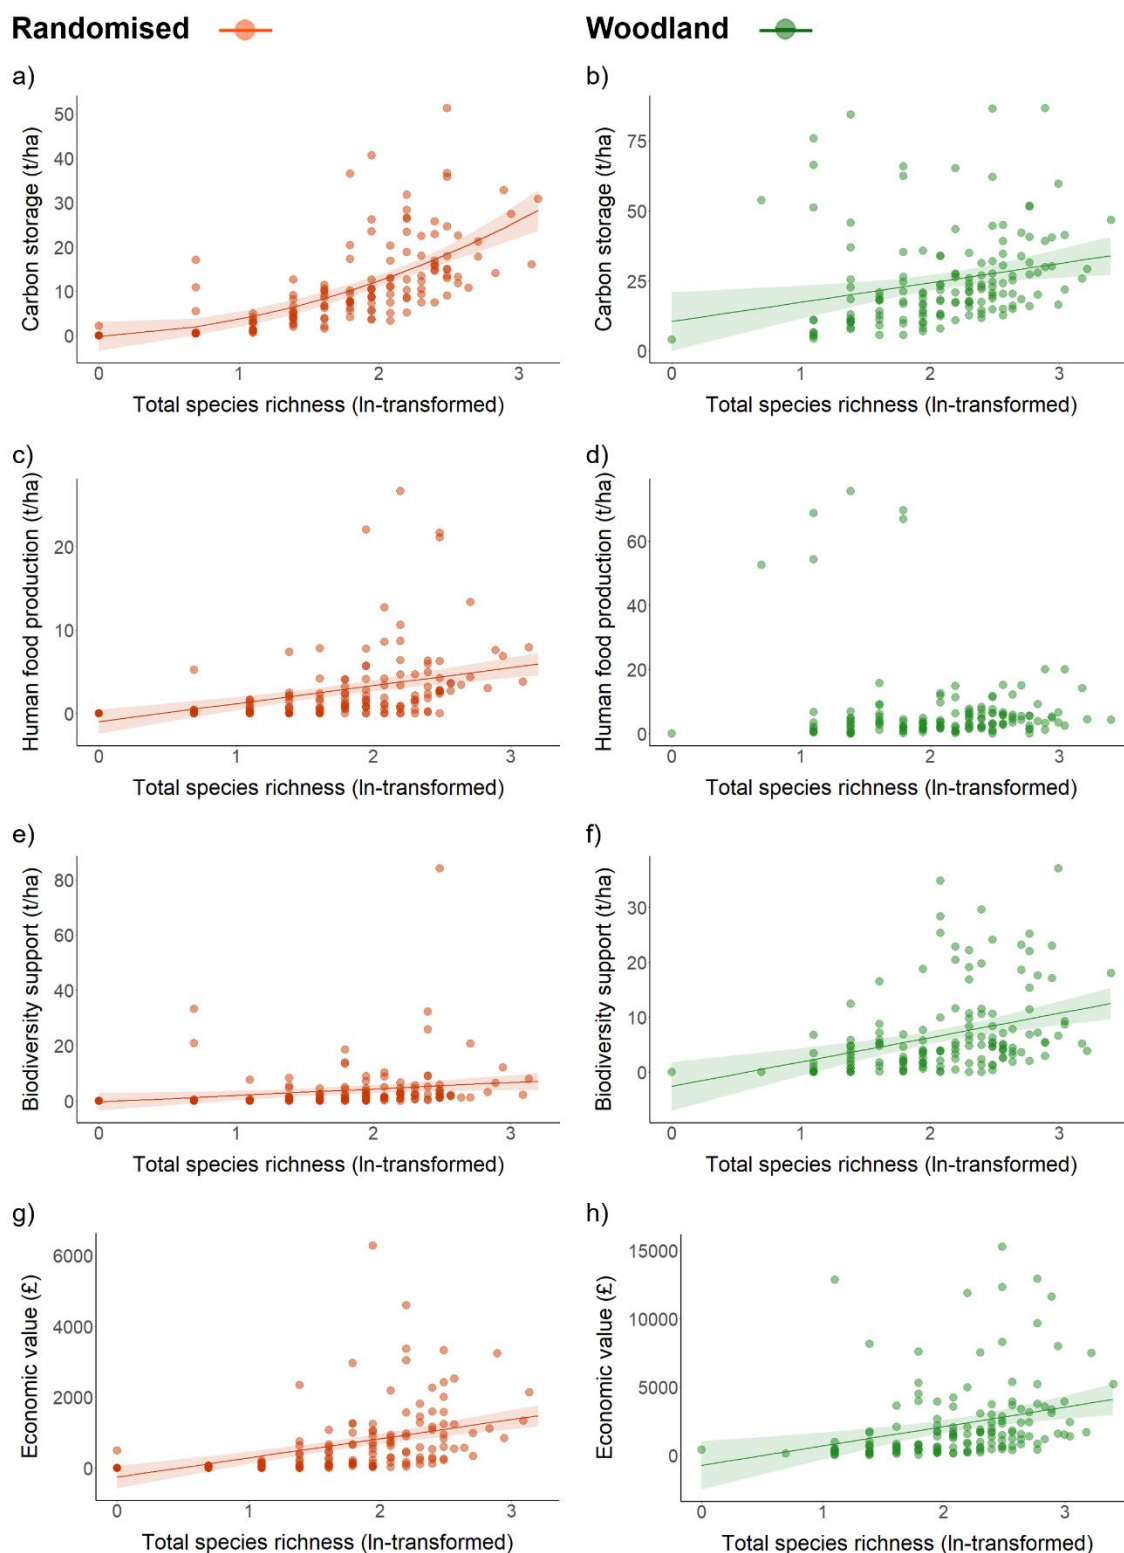 Randomised
Woodland
a)
b)
Carbon storage (t/ha)
50
40
30
20
10
0
0 1 2 3
Total species richness (ln-transformed)
Carbon storage (t/ha)
75
50
25
0
0 1 2 3
Total species richness (ln-transformed)
c)
d)
Human food production (t/ha)
20
10
0
0 1 2 3
Total species richness (ln-transformed)
Human food production (t/ha)
60
40
20
0
0 1 2 3
Total species richness (ln-transformed)
e)
f)
Biodiversity support (t/ha)
80
60
40
20
0
0 1 2 3
Total species richness (ln-transformed)
Biodiversity support (t/ha)
30
20
10
0
0 1 2 3
Total species richness (ln-transformed)
g)
h)
Economic value (£)
6000
4000
2000
0
0 1 2 3
Total species richness (ln-transformed)
Economic value (£)
15000
10000
5000
0
0 1 2 3
Total species richness (ln-transformed)